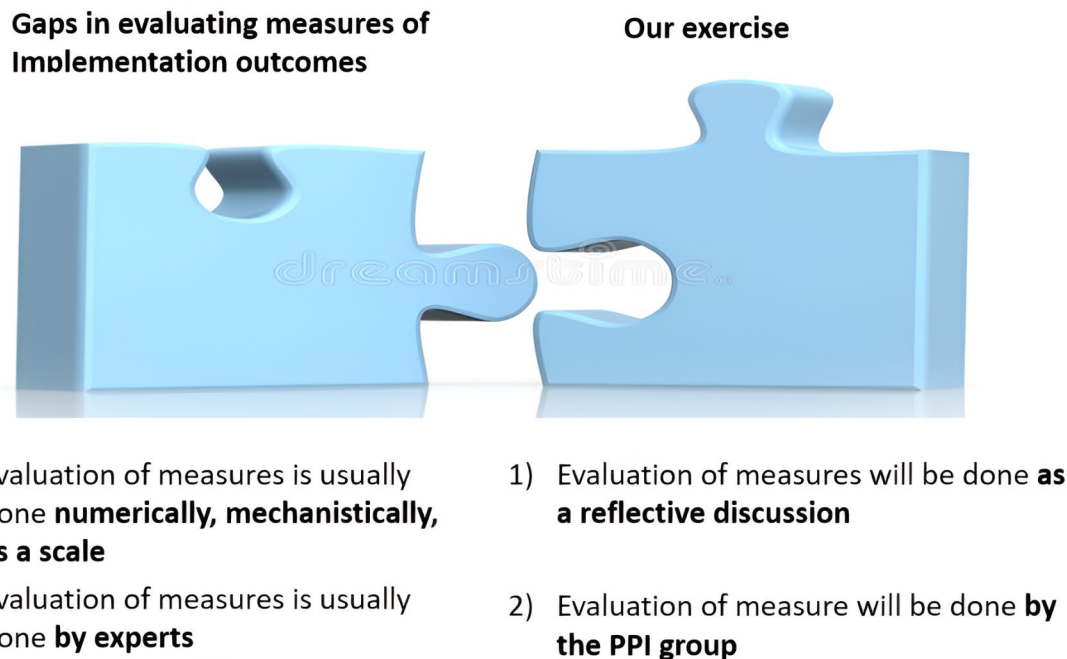 Gaps in evaluating measures of
Implementation outcomes
Our exercise
dreamstime
valuation of measures is usually
one numerically, mechanistically,
s a scale
valuation of measures is usually
one by experts
1) Evaluation of measures will be done as
a reflective discussion
2) Evaluation of measure will be done by
the PPI group